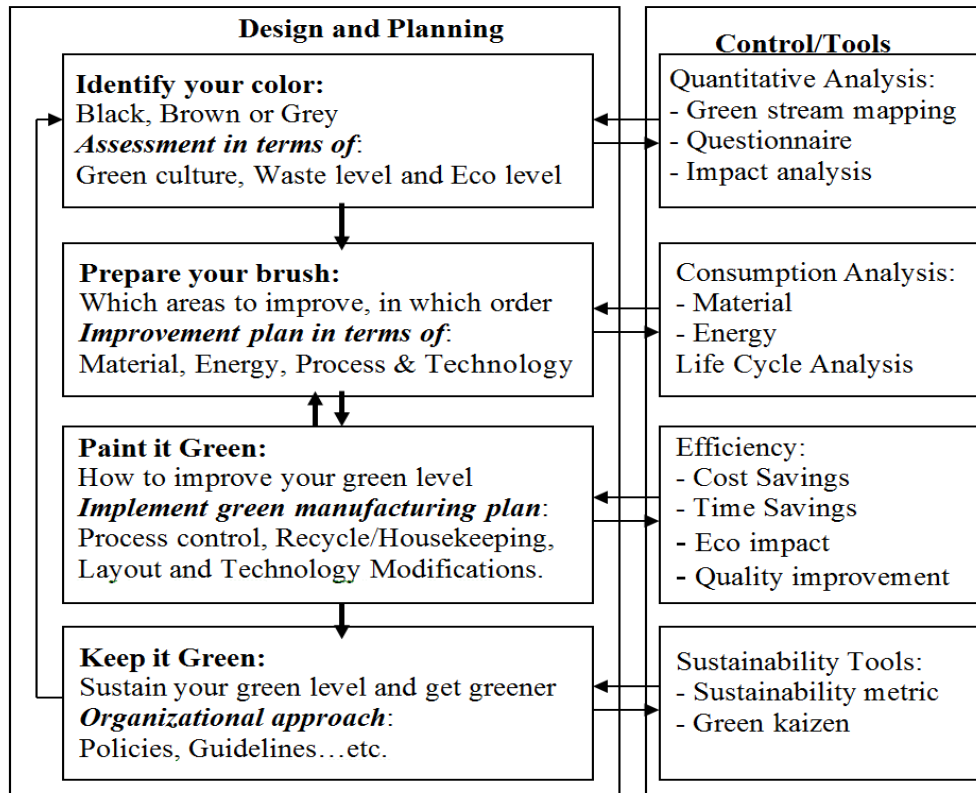 Design and Planning
Identify your color:
Black, Brown or Grey
Assessment in terms of:
Green culture, Waste level and Eco level
Prepare your brush:
Which areas to improve, in which order
Improvement plan in terms of:
Material, Energy, Process & Technology
Paint it Green:
How to improve your green level
Implement green manufacturing plan:
Process control, Recycle/Housekeeping,
Layout and Technology Modifications.
Keep it Green:
Sustain your green level and get greener
Organizational approach:
Policies, Guidelines…etc.
Control/Tools
Quantitative Analysis:
- Green stream mapping
- Questionnaire
- Impact analysis
Consumption Analysis:
- Material
- Energy
Life Cycle Analysis
Efficiency:
- Cost Savings
- Time Savings
- Eco impact
- Quality improvement
Sustainability Tools:
- Sustainability metric
- Green kaizen